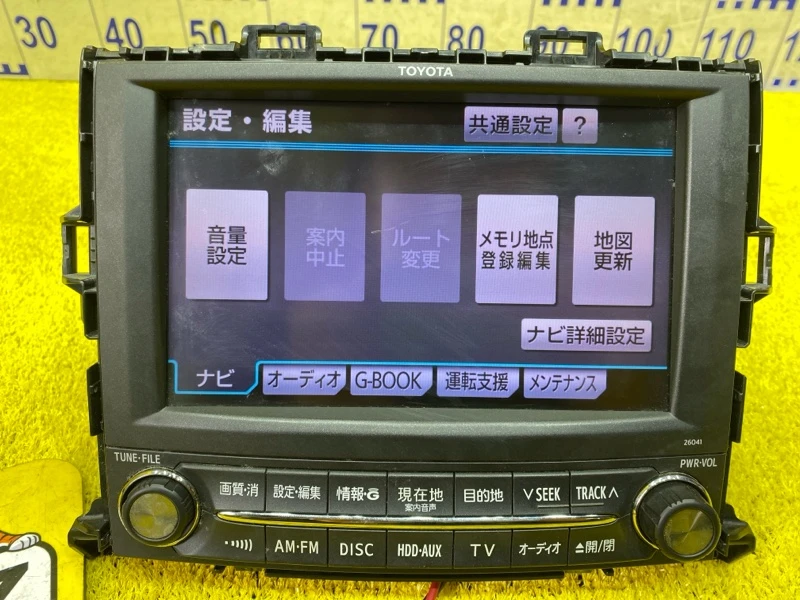 30 40 50 60 70 80 90 100 110 120
TOYOTA
設定・編集 共通設定 ?
音量設定 案内中止 ルート変更 メモリ地点登録編集 地図更新
ナビ詳細設定
ナビ オーディオ G-BOOK 運転支援 メンテナンス
26041
TUNE・FILE PWR・VOL
画質・消 設定・編集 情報・G 現在地 目的地 ∨SEEK TRACK∧
案内音声
AM・FM DISC HDD・AUX TV オーディオ ▲開/閉